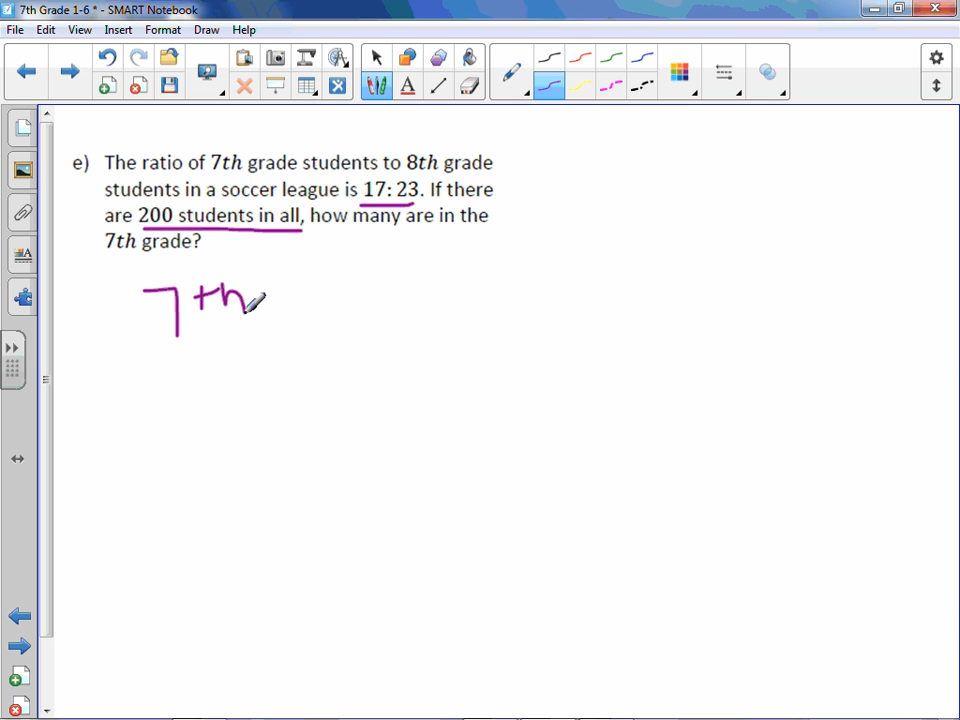 7th Grade 1-6 * - SMART Notebook
File Edit View Insert Format Draw Help
e) The ratio of 7th grade students to 8th grade
students in a soccer league is 17: 23. If there
are 200 students in all, how many are in the
7th grade?
7th